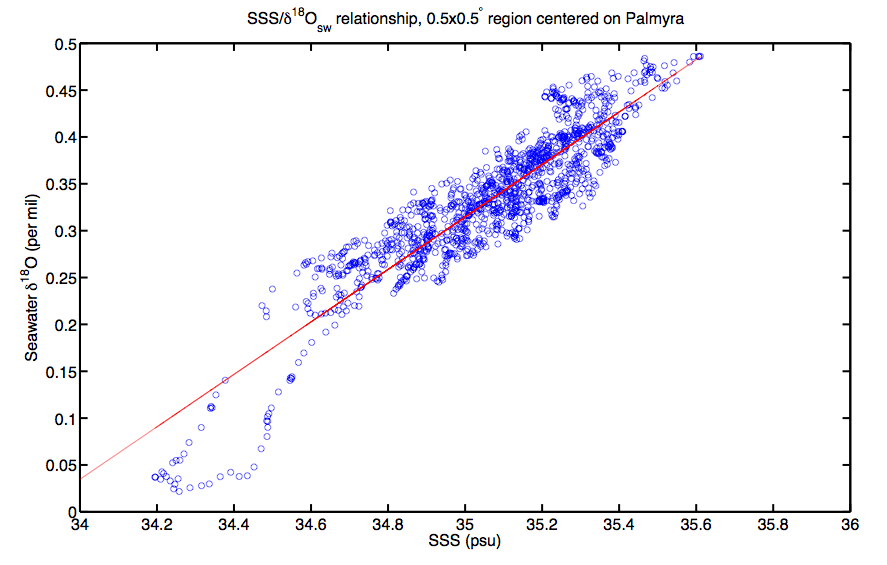 SSS/δ¹⁸Osw relationship, 0.5x0.5° region centered on Palmyra
0.5
0.45
0.4
0.35
0.3
0.25
0.2
0.15
0.1
0.05
0
Seawater δ¹⁸O (per mil)
34 34.2 34.4 34.6 34.8 35 35.2 35.4 35.6 35.8 36
SSS (psu)